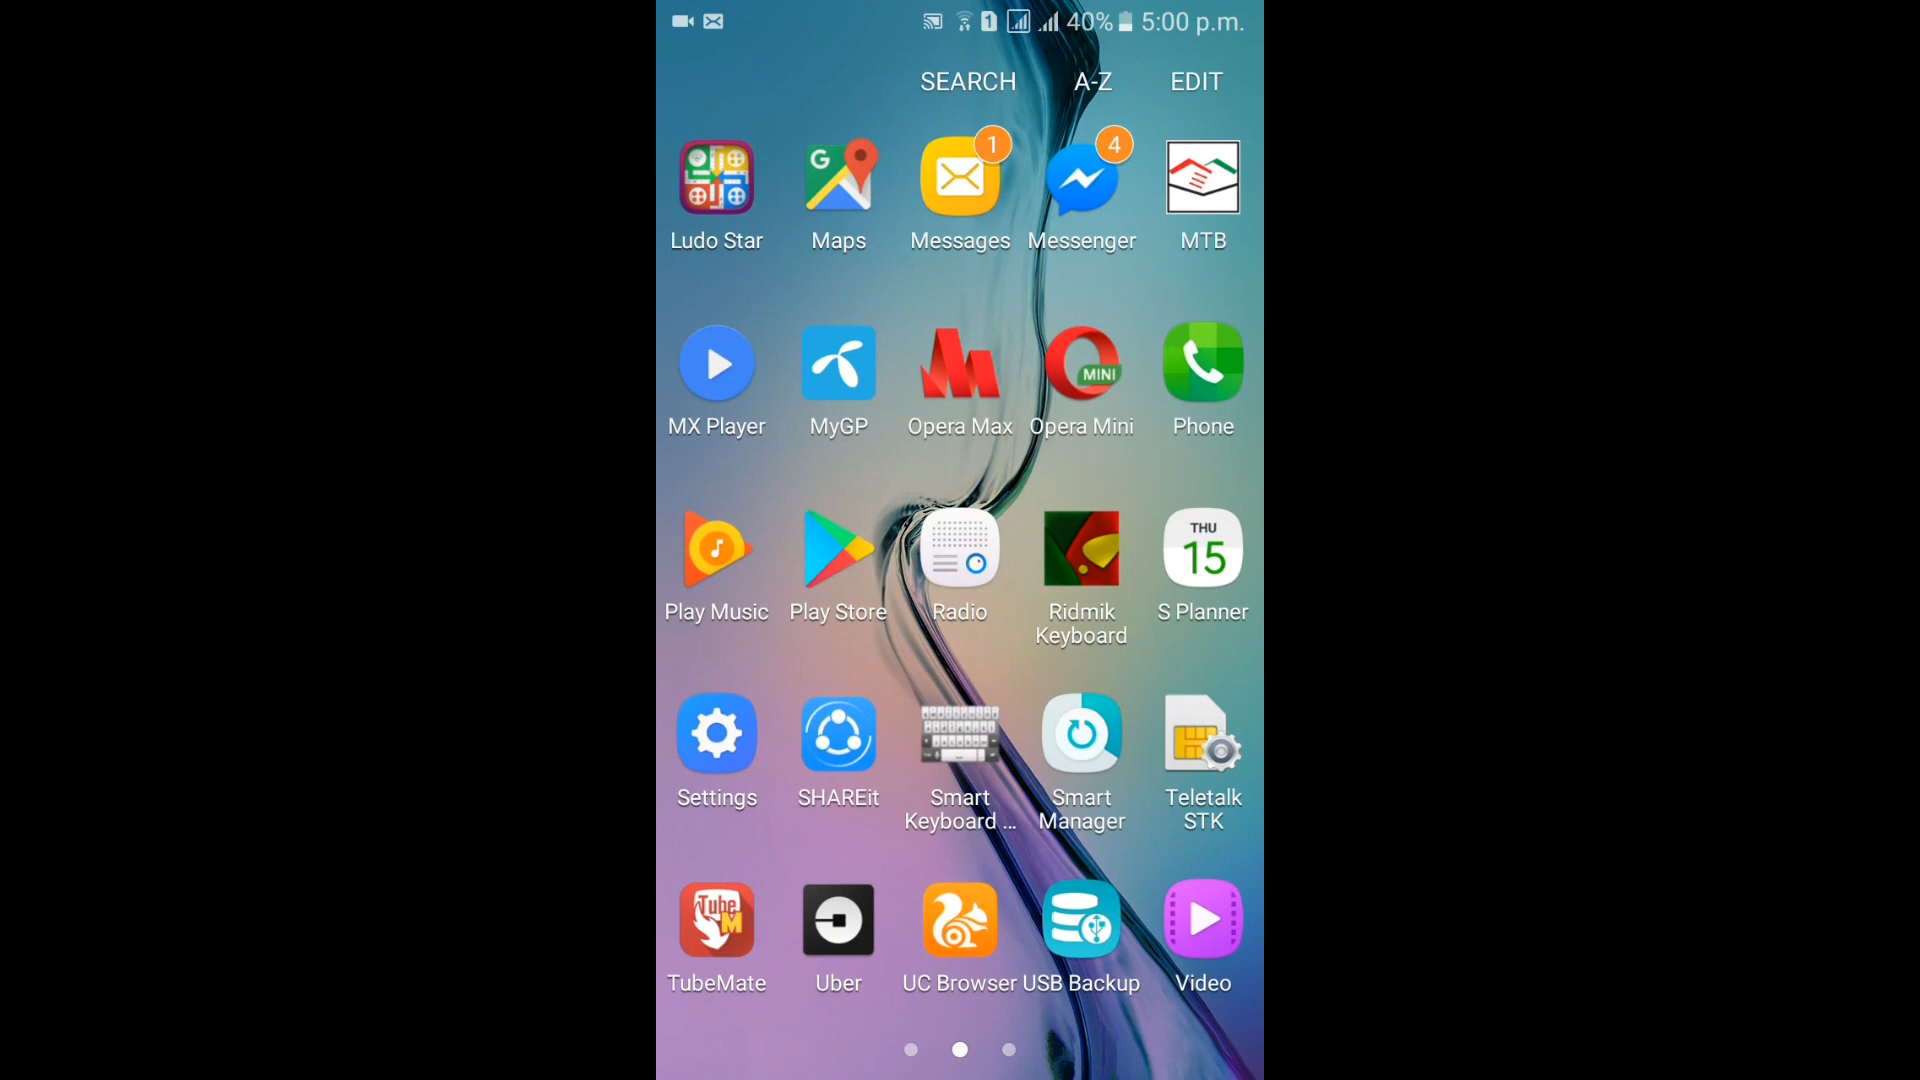 1 40% 5:00 p.m.
SEARCH A-Z EDIT
G 1 4
Ludo Star Maps Messages Messenger MTB
MINI
MX Player MyGP Opera Max Opera Mini Phone
THU
15
Play Music Play Store Radio Ridmik Keyboard S Planner
Settings SHAREit Smart Keyboard ... Smart Manager Teletalk STK
Tube
M
TubeMate Uber UC Browser USB Backup Video